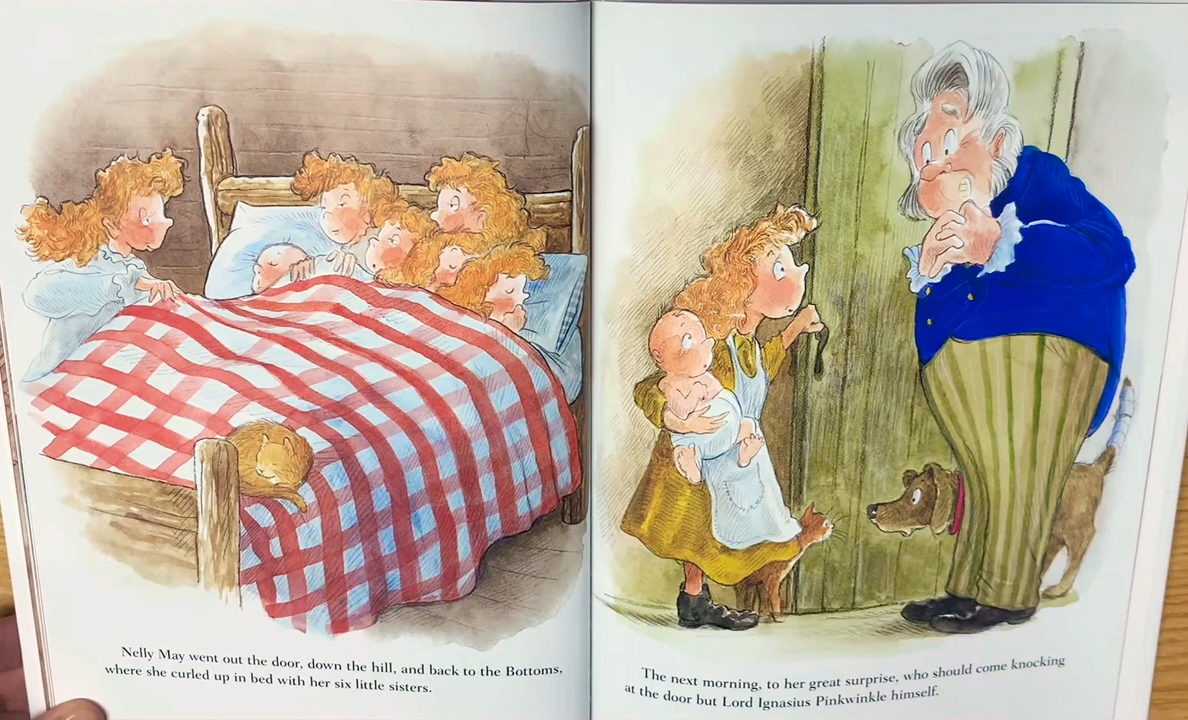 Nelly May went out the door, down the hill, and back to the Bottoms,
where she curled up in bed with her six little sisters.
The next morning, to her great surprise, who should come knocking
at the door but Lord Ignasius Pinkwinkle himself.